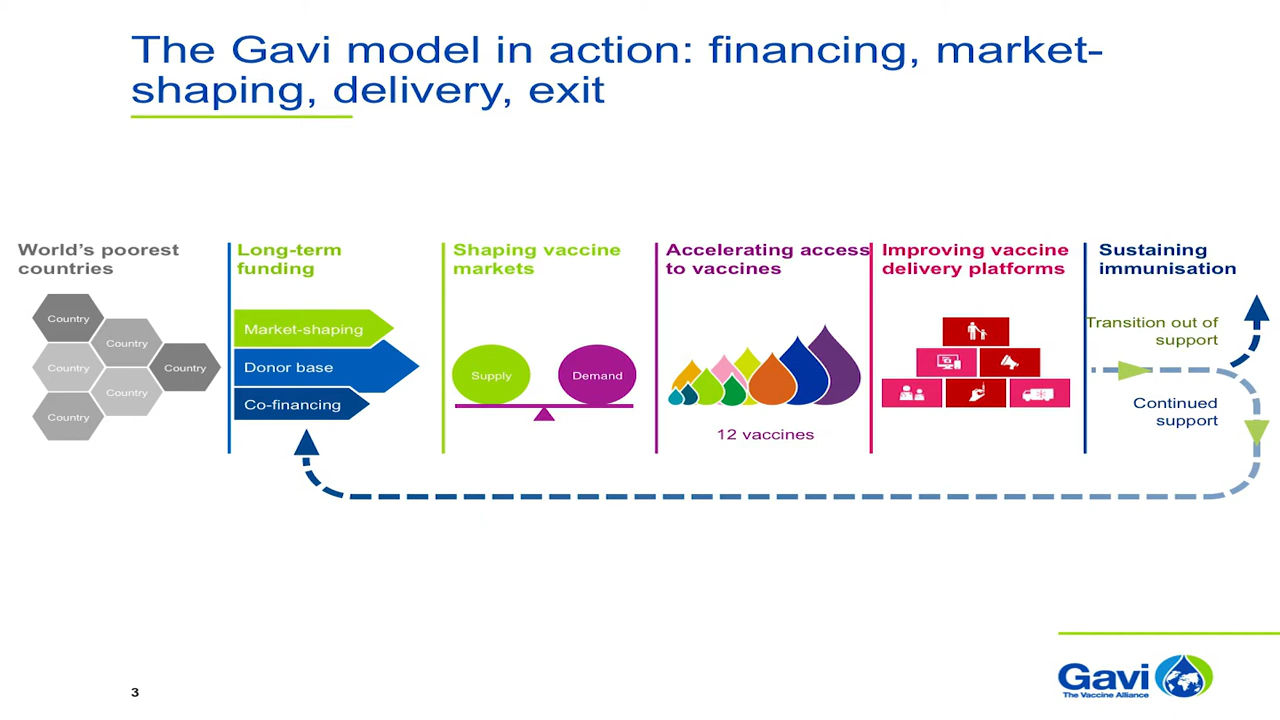 The Gavi model in action: financing, market-
shaping, delivery, exit
World's poorest
countries
Country
Country
Country
Country
Country
Country
Long-term
funding
Market-shaping
Donor base
Co-financing
Shaping vaccine
markets
Supply
Demand
Accelerating access
to vaccines
12 vaccines
Improving vaccine
delivery platforms
Sustaining
immunisation
Transition out of
support
Continued
support
3
Gavi
The Vaccine Alliance